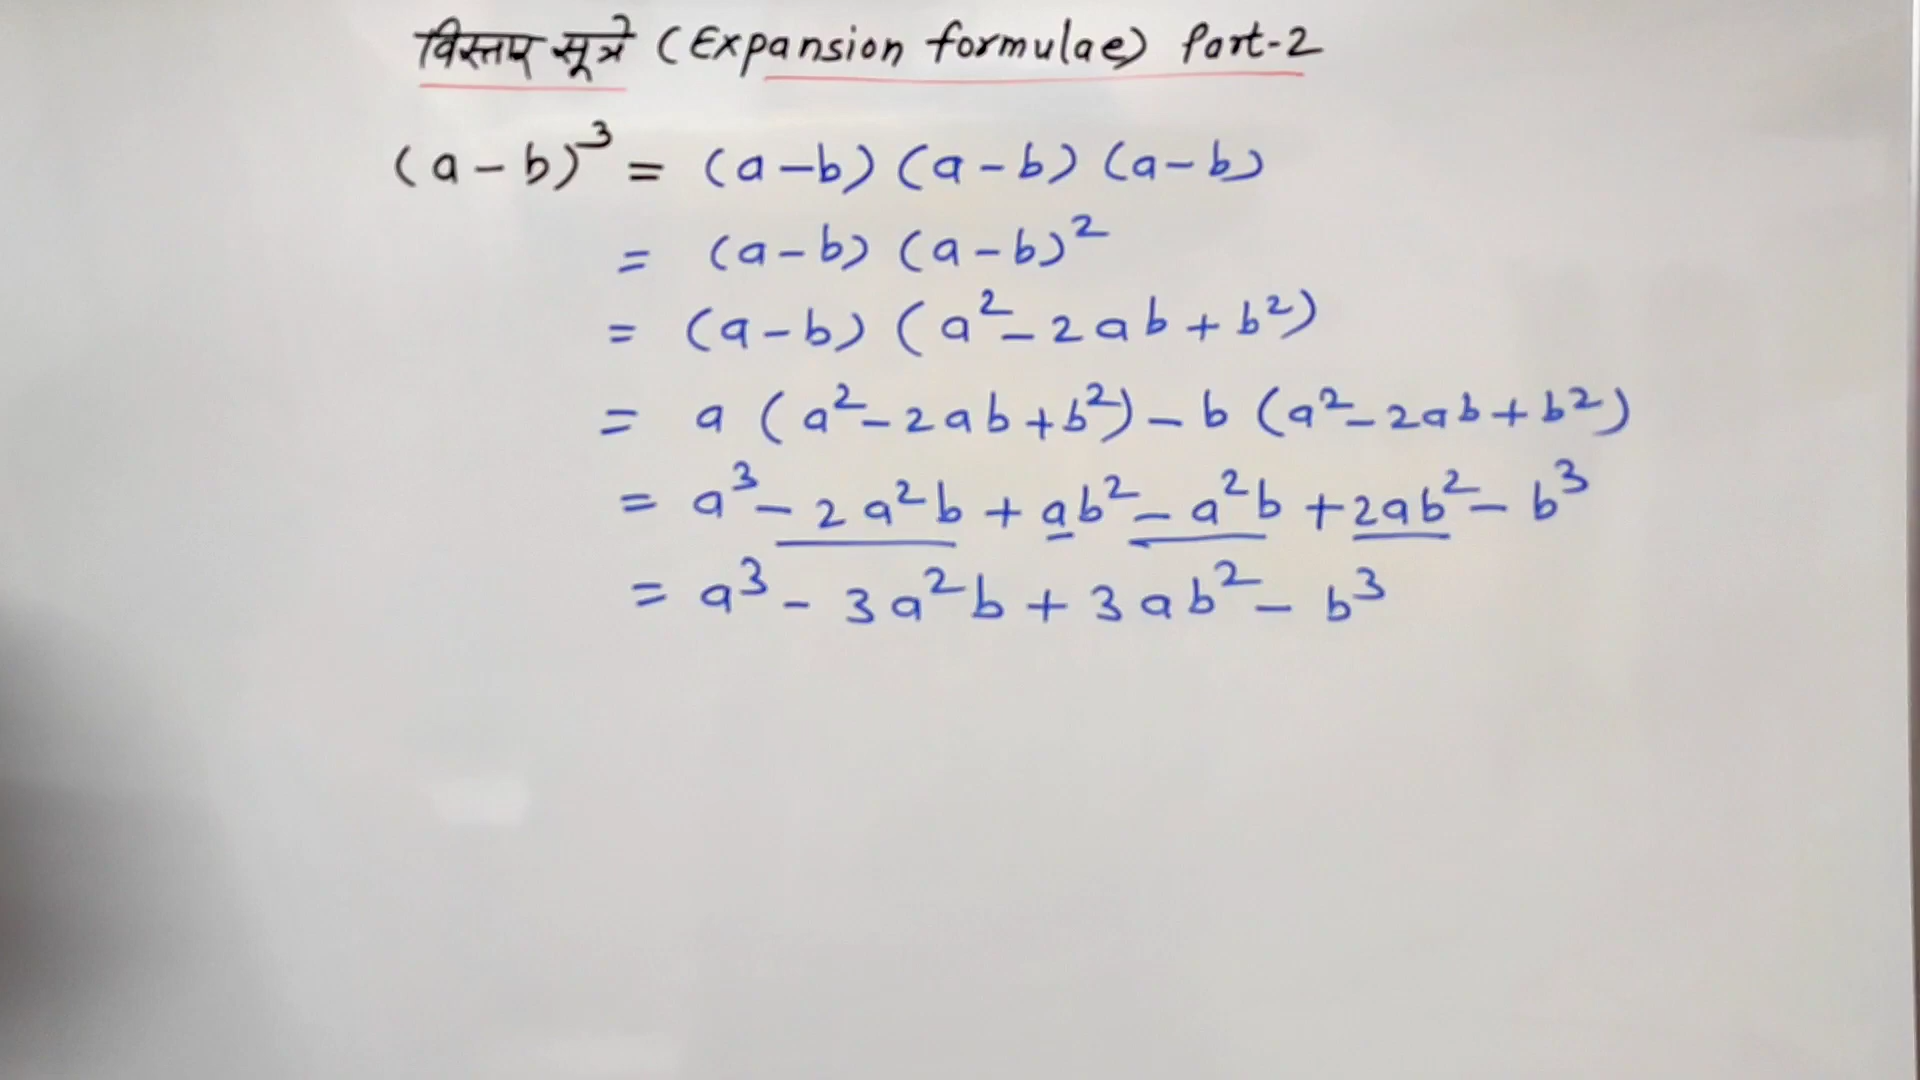 विस्तार सूत्रे (Expansion formulae) Part-2
(a-b)³ = (a-b) (a-b) (a-b)
= (a-b) (a-b)²
= (a-b) (a²-2ab+b²)
= a (a²-2ab+b²) - b (a²-2ab+b²)
= a³-2a²b+ab²-a²b+2ab²-b³
= a³-3a²b+3ab²-b³